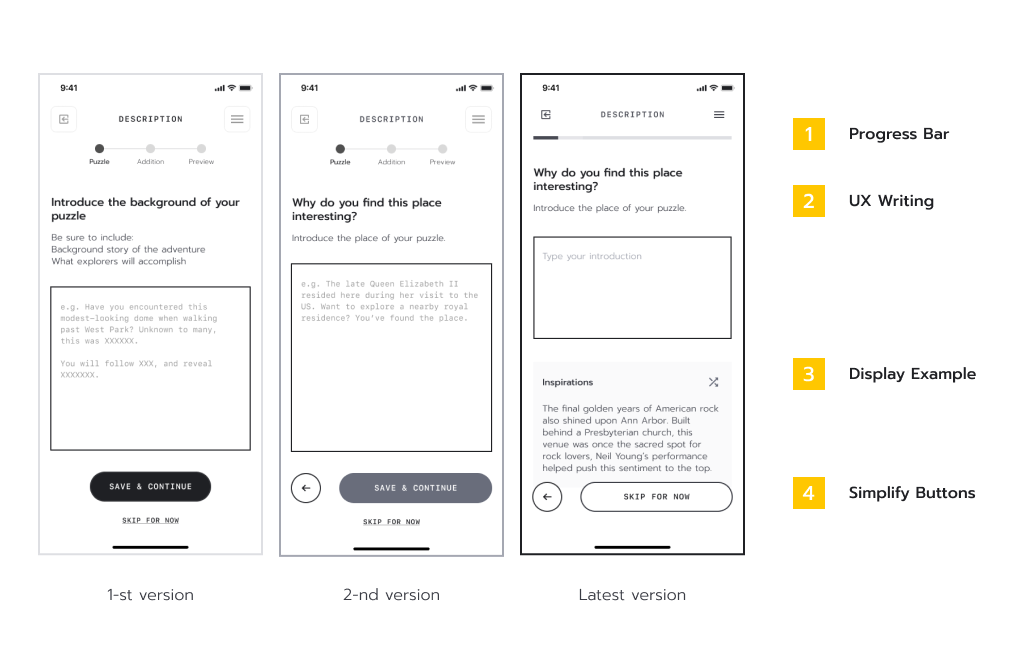 9:41
DESCRIPTION
Puzzle
Addition
Preview
Introduce the background of your
puzzle
Be sure to include:
Background story of the adventure
What explorers will accomplish
e.g. Have you encountered this
modest-looking dome when walking
past West Park? Unknown to many,
this was XXXXXX.
You will follow XXX, and reveal
XXXXXXX.
SAVE & CONTINUE
SKIP FOR NOW
1-st version
9:41
DESCRIPTION
Puzzle
Addition
Preview
Why do you find this place
interesting?
Introduce the place of your puzzle.
e.g. The late Queen Elizabeth II
resided here during her visit to the
US. Want to explore a nearby royal
residence? You've found the place.
SAVE & CONTINUE
SKIP FOR NOW
2-nd version
9:41
DESCRIPTION
Why do you find this place
interesting?
Introduce the place of your puzzle.
Type your introduction
Inspirations
The final golden years of American rock
also shined upon Ann Arbor. Built
behind a Presbyterian church, this
venue was once the sacred spot for
rock lovers, Neil Young's performance
helped push this sentiment to the top.
SKIP FOR NOW
Latest version
1 Progress Bar
2 UX Writing
3 Display Example
4 Simplify Buttons